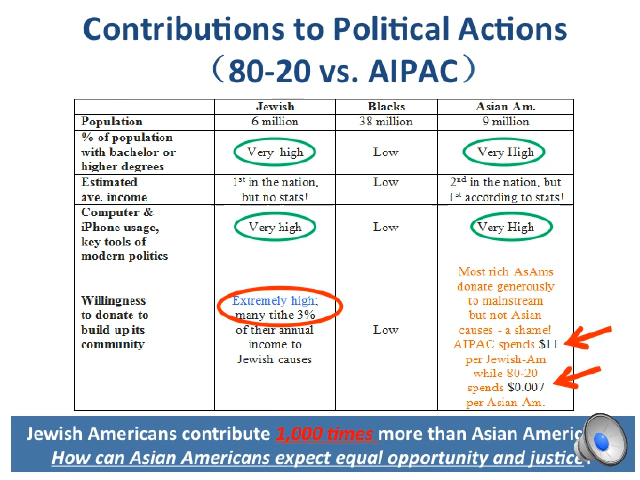 Contributions to Political Actions
（80-20 vs. AIPAC）
Jewish Blacks Asian Am.
Population 6 million 38 million 9 million
% of population
with bachelor or
higher degrees
Very high Low Very High
Estimated
ave. income
1st in the nation,
but no stats!
Low
2nd in the nation, but
1st according to stats!
Computer &
iPhone usage,
key tools of
modern politics
Very high Low Very High
Willingness
to donate to
build up its
community
Extremely high;
many tithe 3%
of their annual
income to
Jewish causes
Low
Most rich AsAms
donate generously
to mainstream
but not Asian
causes - a shame!
AIPAC spends $11
per Jewish-Am
while 80-20
spends $0.007
per Asian Am.
Jewish Americans contribute 1,000 times more than Asian
How can Asian Americans expect equal opportunity and justice